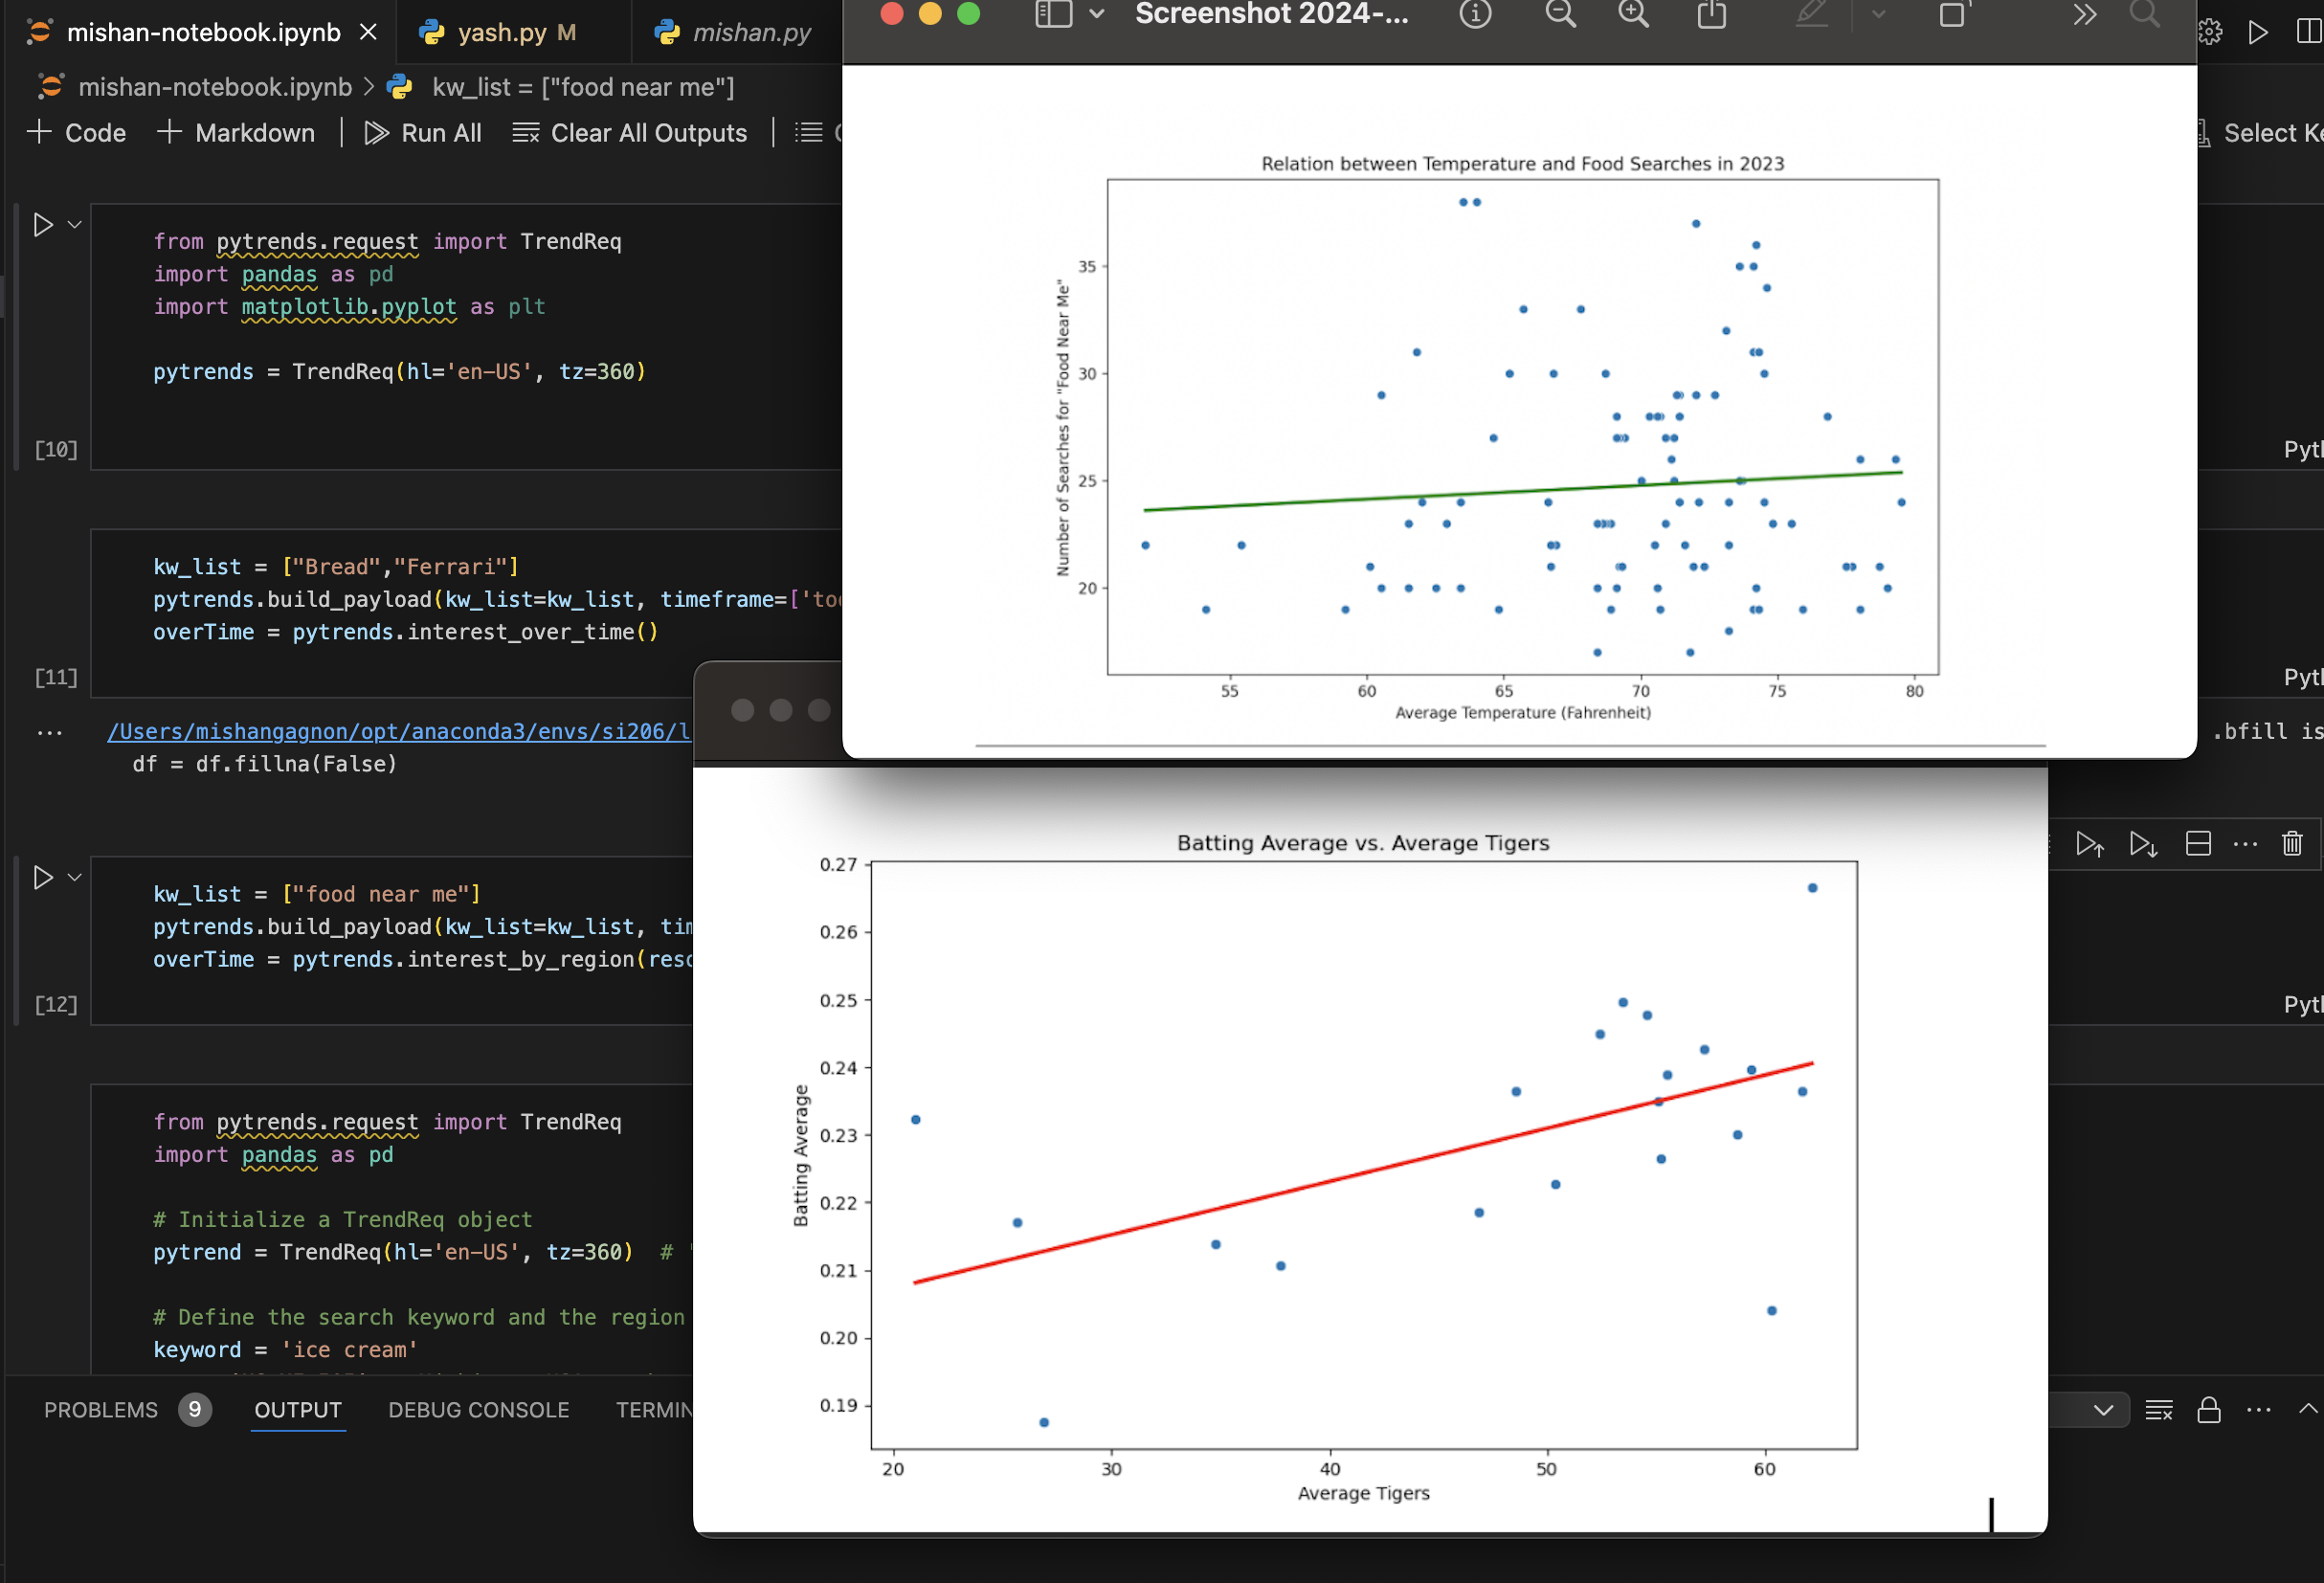 mishan-notebook.ipynb
yash.py M
mishan.py
Screenshot 2024-...
mishan-notebook.ipynb > kw_list = ["food near me"]
+ Code + Markdown | Run All Clear All Outputs
Select
from pytrends.request import TrendReq
import pandas as pd
import matplotlib.pyplot as plt
pytrends = TrendReq(hl='en-US', tz=360)
[10]
kw_list = ["Bread","Ferrari"]
pytrends.build_payload(kw_list=kw_list, timeframe=['to
overTime = pytrends.interest_over_time()
[11]
/Users/mishangagnon/opt/anaconda3/envs/si206/l
.bfill is
df = df.fillna(False)
kw_list = ["food near me"]
pytrends.build_payload(kw_list=kw_list, tim
overTime = pytrends.interest_by_region(reso
[12]
from pytrends.request import TrendReq
import pandas as pd
# Initialize a TrendReq object
pytrend = TrendReq(hl='en-US', tz=360) # '
# Define the search keyword and the region
keyword = 'ice cream'
PROBLEMS 9 OUTPUT DEBUG CONSOLE TERMIN
Relation between Temperature and Food Searches in 2023
Number of Searches for "Food Near Me"
35
30
25
20
55 60 65 70 75 80
Average Temperature (Fahrenheit)
Batting Average vs. Average Tigers
Batting Average
0.27
0.26
0.25
0.24
0.23
0.22
0.21
0.20
0.19
20 30 40 50 60
Average Tigers
Pyt
Pyt
Pyt